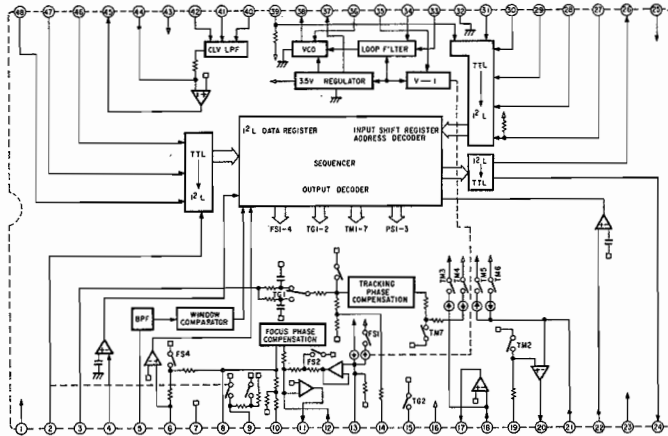 48 47 46 45 44 43 42 41 40 39 38 37 36 35 34 33 32 31 30 29 28 27 26 25
CLV LPF
VCO
LOOP FILTER
3.5V REGULATOR
V—I
TTL
I²L
I²L DATA REGISTER
INPUT SHIFT REGISTER
ADDRESS DECODER
SEQUENCER
OUTPUT DECODER
TTL
I²L
I²L
TTL
FS1-4
TG1-2
TM1-7
PS1-3
TG1
TRACKING
PHASE
COMPENSATION
TM3
TM4
TM5
TM6
TM7
TM2
BPF
WINDOW
COMPARATOR
FOCUS PHASE
COMPENSATION
FS1
FS2
FS4
TG2
1 2 3 4 5 6 7 8 9 10 11 12 13 14 15 16 17 18 19 20 21 22 23 24